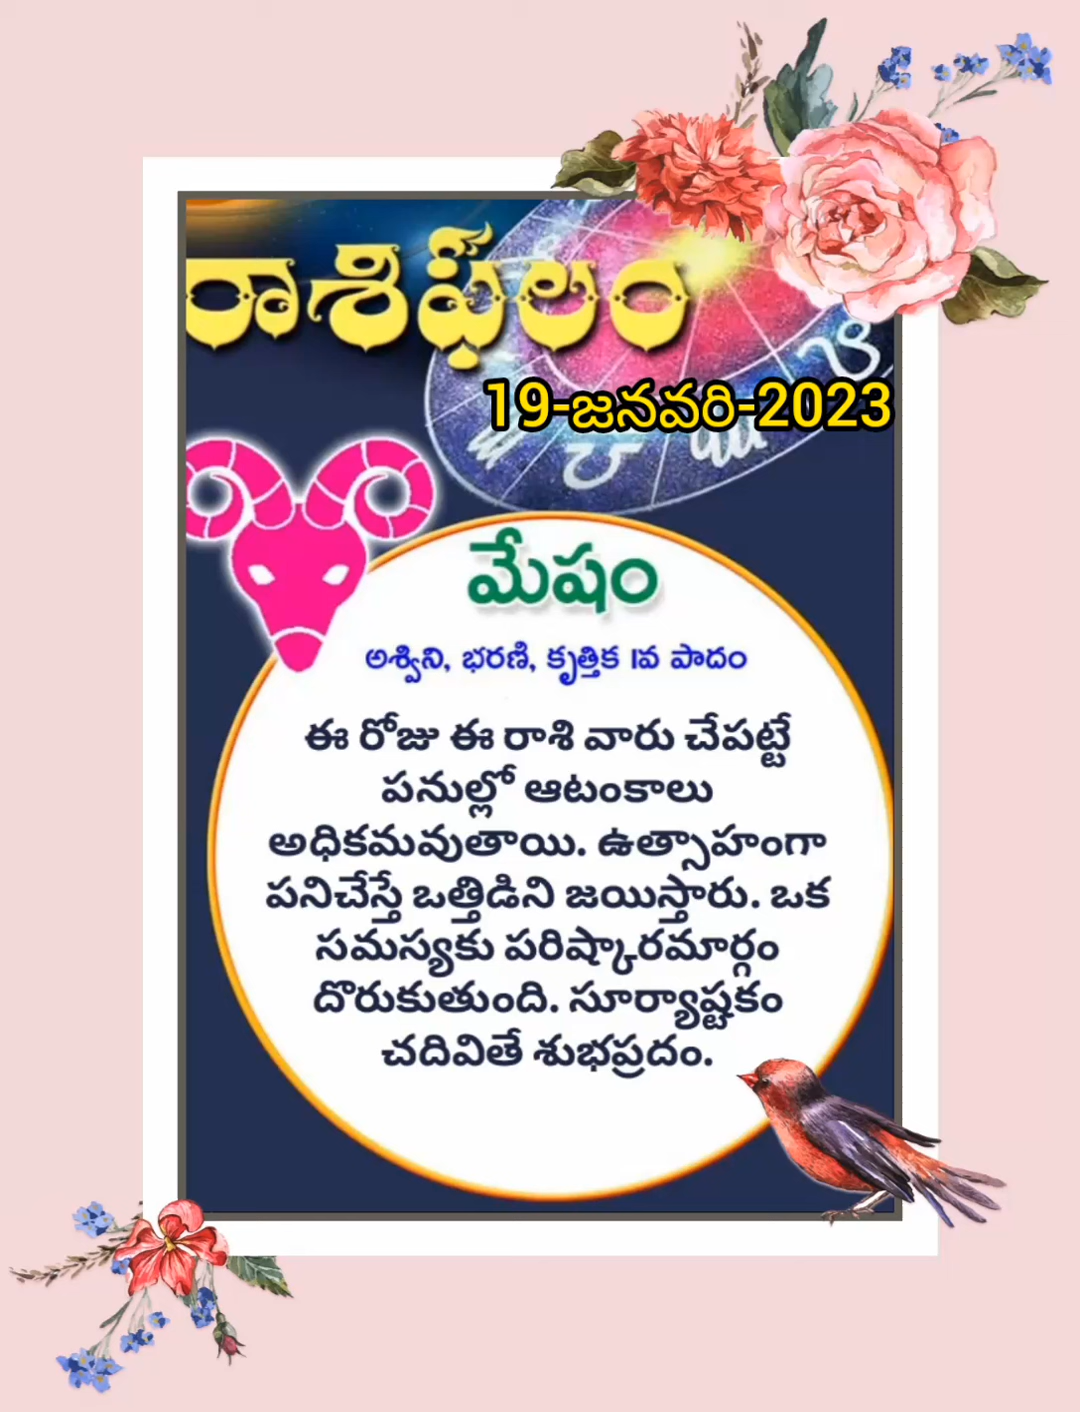 రాశిఫలం
19-జనవరి-2023
మేషం
అశ్విని, భరణి, కృత్తిక 1వ పాదం
ఈ రోజు ఈ రాశి వారు చేపట్టే
పనుల్లో ఆటంకాలు
అధికమవుతాయి. ఉత్సాహంగా
పనిచేస్తే ఒత్తిడిని జయిస్తారు. ఒక
సమస్యకు పరిష్కారమార్గం
దొరుకుతుంది. సూర్యాష్టకం
చదివితే శుభప్రదం.